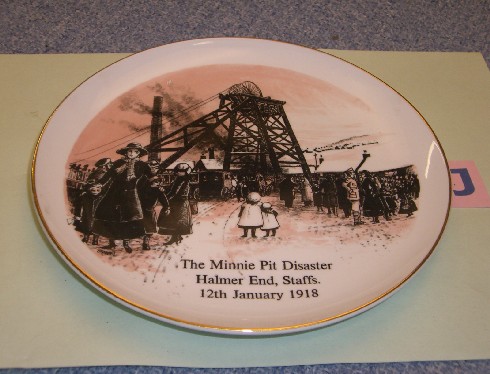 The Minnie Pit Disaster
Halmer End, Staffs.
12th January 1918
J